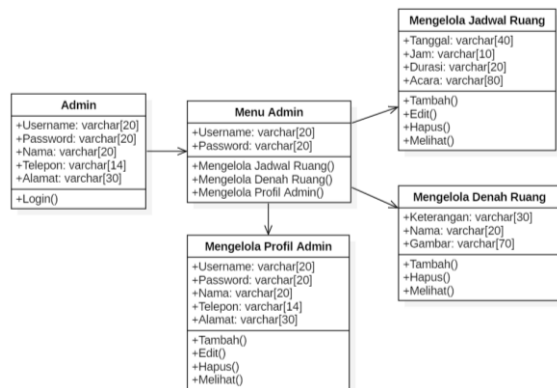 Admin
+Username: varchar[20]
+Password: varchar[20]
+Nama: varchar[20]
+Telepon: varchar[14]
+Alamat: varchar[30]
+Login()
Menu Admin
+Username: varchar[20]
+Password: varchar[20]
+Mengelola Jadwal Ruang()
+Mengelola Denah Ruang()
+Mengelola Profil Admin()
Mengelola Jadwal Ruang
+Tanggal: varchar[40]
+Jam: varchar[10]
+Durasi: varchar[20]
+Acara: varchar[80]
+Tambah()
+Edit()
+Hapus()
+Melihat()
Mengelola Denah Ruang
+Keterangan: varchar[30]
+Nama: varchar[20]
+Gambar: varchar[70]
+Tambah()
+Hapus()
+Melihat()
Mengelola Profil Admin
+Username: varchar[20]
+Password: varchar[20]
+Nama: varchar[20]
+Telepon: varchar[14]
+Alamat: varchar[30]
+Tambah()
+Edit()
+Hapus()
+Melihat()